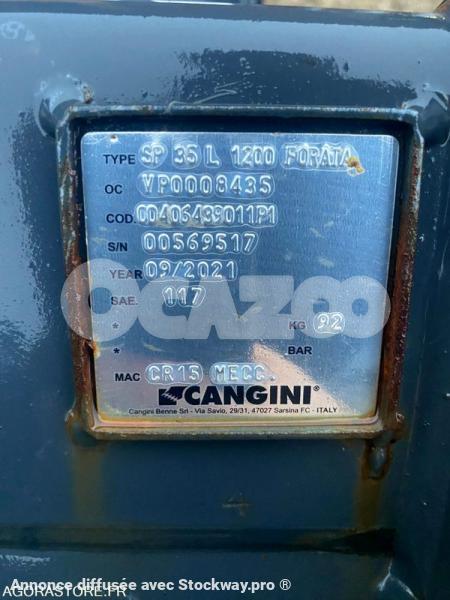 TYPE SP 35 L 1200 FORATA
OC VP0008435
COD. 00406439011P1
S/N 00569517
YEAR 09/2021
SAE. 117
OCAZOO
* KG 92
* BAR
MAC CR15 MECC.
CANGINI®
Cangini Benne Srl - Via Savio, 29/31, 47027 Sarsina FC - ITALY
4
Annonce diffusée avec Stockway.pro ®
AGORASTORE.FR